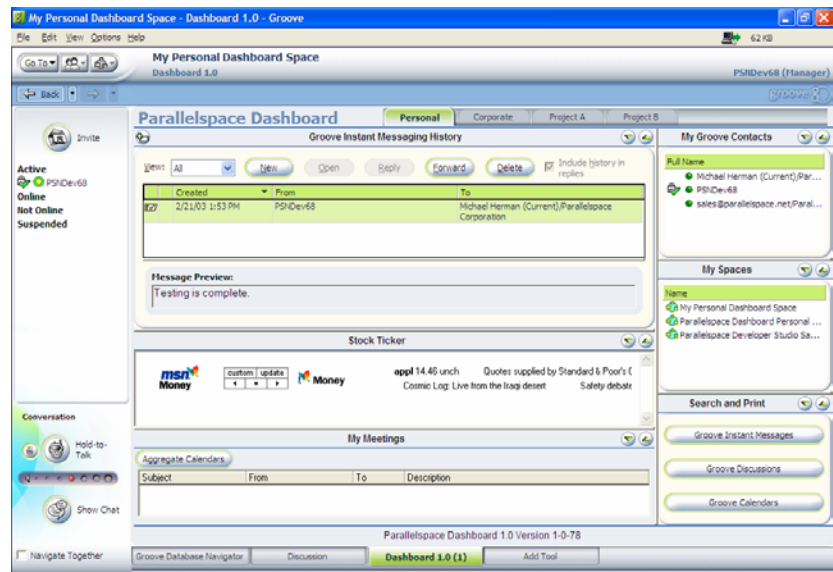 My Personal Dashboard Space - Dashboard 1.0 - Groove
File Edit View Options Help
62 KB
Go To
My Personal Dashboard Space
Dashboard 1.0
PSNDev68 (Manager)
Back
groove
Invite
Active
PSNDev68
Online
Not Online
Suspended
Parallelspace Dashboard
Personal
Corporate
Project A
Project B
Groove Instant Messaging History
View: All
New
Open
Reply
Forward
Delete
Include history in
replies
Created From To
2/21/03 1:53 PM PSNDev68 Michael Herman (Current)/Parallelspace
Corporation
Message Preview:
Testing is complete.
Stock Ticker
msn
Money
custom update
Money
appl 14.46 unch Quotes supplied by Standard & Poor's (
Cosmic Log: Live from the Iraqi desert Safety debate
My Meetings
Aggregate Calendars
Subject From To Description
My Groove Contacts
Full Name
Michael Herman (Current)/Par...
PSNDev68
sales@parallelspace.net/Paral...
My Spaces
Name
My Personal Dashboard Space
Parallelspace Dashboard Personal ...
Parallelspace Developer Studio Sa...
Search and Print
Groove Instant Messages
Groove Discussions
Groove Calendars
Conversation
Hold-to-
Talk
Show Chat
Navigate Together
Parallelspace Dashboard 1.0 Version 1-0-78
Groove Database Navigator
Discussion
Dashboard 1.0 (1)
Add Tool